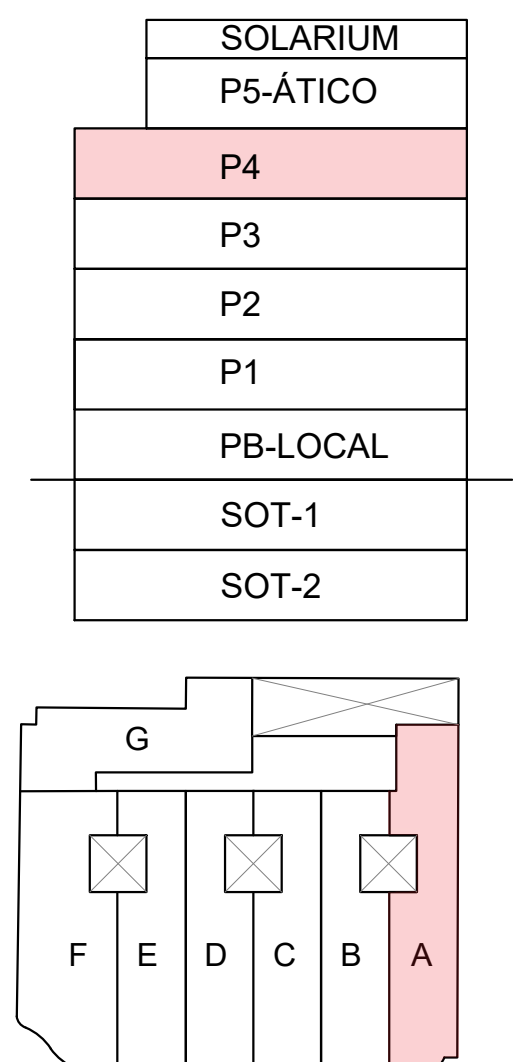 SOLARIUM
P5-ÁTICO
P4
P3
P2
P1
PB-LOCAL
SOT-1
SOT-2
G
F E D C B A